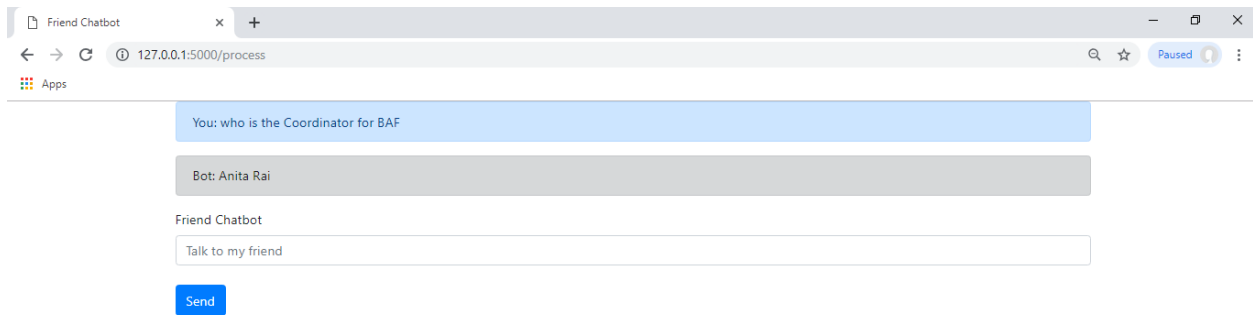 Friend Chatbot
127.0.0.1:5000/process
Paused
Apps
You: who is the Coordinator for BAF
Bot: Anita Rai
Friend Chatbot
Talk to my friend
Send